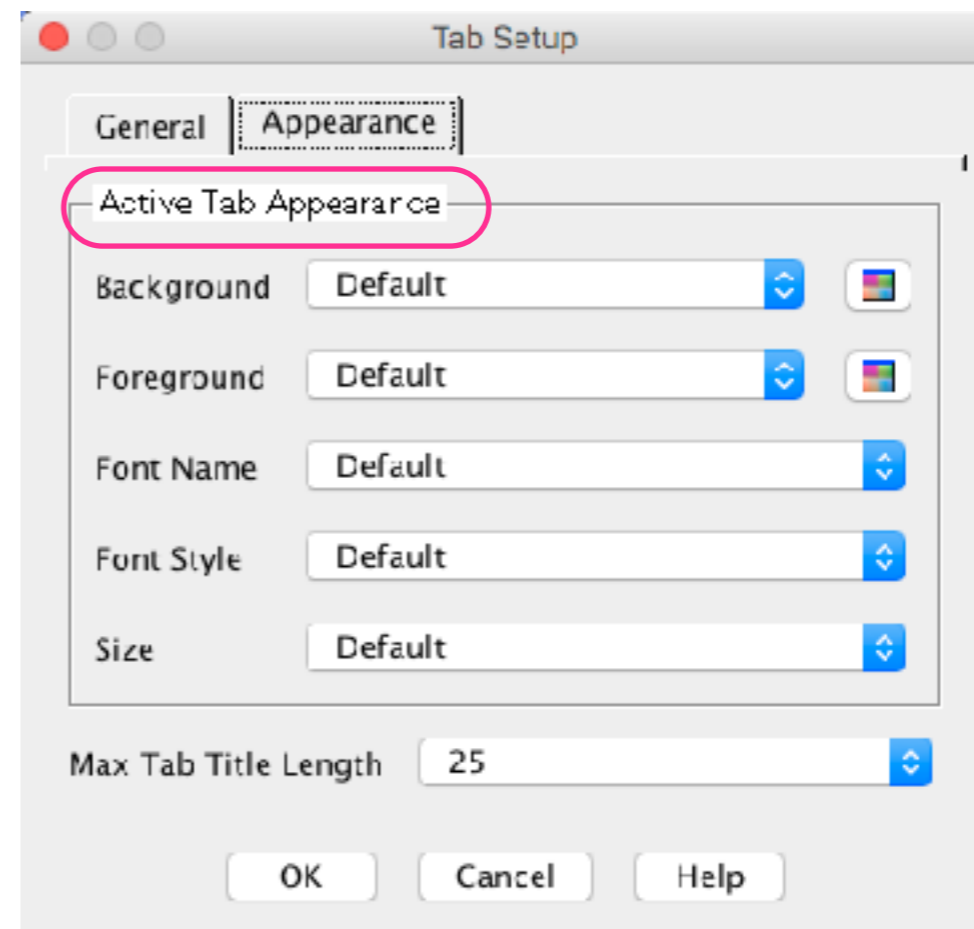 Tab Setup
General Appearance
Active Tab Appearance
Background Default
Foreground Default
Font Name Default
Font Style Default
Size Default
Max Tab Title Length 25
OK Cancel Help